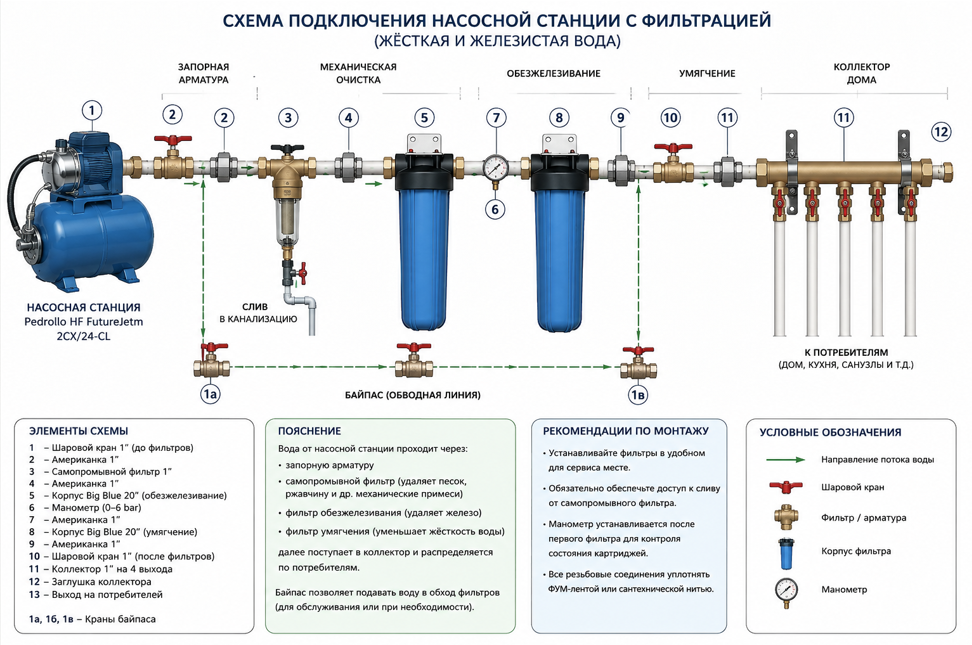 СХЕМА ПОДКЛЮЧЕНИЯ НАСОСНОЙ СТАНЦИИ С ФИЛЬТРАЦИЕЙ
(ЖЁСТКАЯ И ЖЕЛЕЗИСТАЯ ВОДА)
ЗАПОРНАЯ
АРМАТУРА
МЕХАНИЧЕСКАЯ
ОЧИСТКА
ОБЕЗЖЕЛЕЗИВАНИЕ
УМЯГЧЕНИЕ
КОЛЛЕКТОР
ДОМА
1
2
2
3
4
5
7
8
9
10
11
11
12
6
НАСОСНАЯ СТАНЦИЯ
Pedrollo HF FutureJetm
2CX/24-CL
СЛИВ
В КАНАЛИЗАЦИЮ
1а
БАЙПАС (ОБВОДНАЯ ЛИНИЯ)
1в
К ПОТРЕБИТЕЛЯМ
(ДОМ, КУХНЯ, САНУЗЛЫ И Т.Д.)
ЭЛЕМЕНТЫ СХЕМЫ
1 – Шаровой кран 1" (до фильтров)
2 – Американка 1"
3 – Самопромывной фильтр 1"
4 – Американка 1"
5 – Корпус Big Blue 20" (обезжелезивание)
6 – Манометр (0–6 bar)
7 – Американка 1"
8 – Корпус Big Blue 20" (умягчение)
9 – Американка 1"
10 – Шаровой кран 1" (после фильтров)
11 – Коллектор 1" на 4 выхода
12 – Заглушка коллектора
13 – Выход на потребителей
1а, 1б, 1в – Краны байпаса
ПОЯСНЕНИЕ
Вода от насосной станции проходит через:
• запорную арматуру
• самопромывной фильтр (удаляет песок,
ржавчину и др. механические примеси)
• фильтр обезжелезивания (удаляет железо)
• фильтр умягчения (уменьшает жёсткость воды)
далее поступает в коллектор и распределяется
по потребителям.
Байпас позволяет подавать воду в обход фильтров
(для обслуживания или при необходимости).
РЕКОМЕНДАЦИИ ПО МОНТАЖУ
• Устанавливайте фильтры в удобном
для сервиса месте.
• Обязательно обеспечьте доступ к сливу
от самопромывного фильтра.
• Манометр устанавливается после
первого фильтра для контроля
состояния картриджей.
• Все резьбовые соединения уплотнять
ФУМ-лентой или сантехнической нитью.
УСЛОВНЫЕ ОБОЗНАЧЕНИЯ
Направление потока воды
Шаровой кран
Фильтр / арматура
Корпус фильтра
Манометр